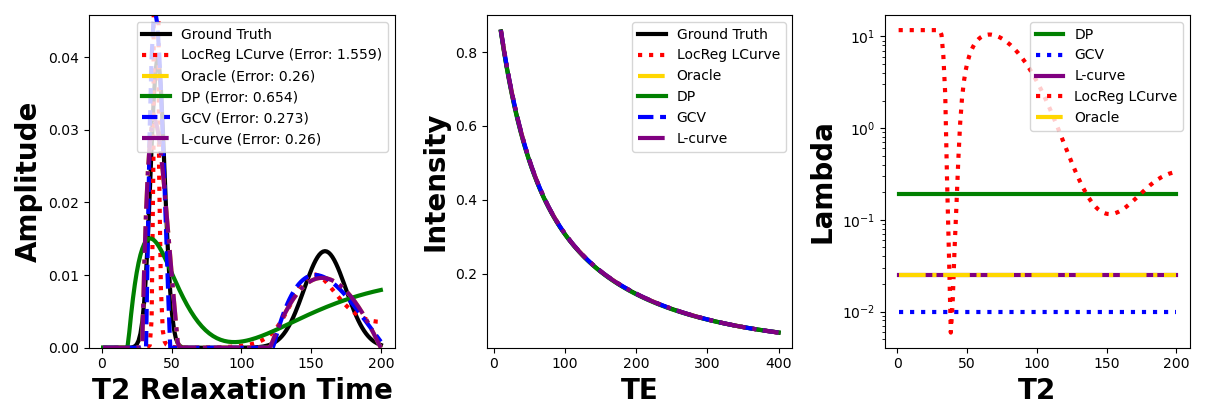 Amplitude
0.04
0.03
0.02
0.01
0.00
0
50
100
150
200
T2 Relaxation Time
Ground Truth
LocReg LCurve (Error: 1.559)
Oracle (Error: 0.26)
DP (Error: 0.654)
GCV (Error: 0.273)
L-curve (Error: 0.26)
Intensity
0.8
0.6
0.4
0.2
0
100
200
300
400
TE
Ground Truth
LocReg LCurve
Oracle
DP
GCV
L-curve
Lambda
10¹
10⁰
10⁻¹
10⁻²
0
50
100
150
200
T2
DP
GCV
L-curve
LocReg LCurve
Oracle